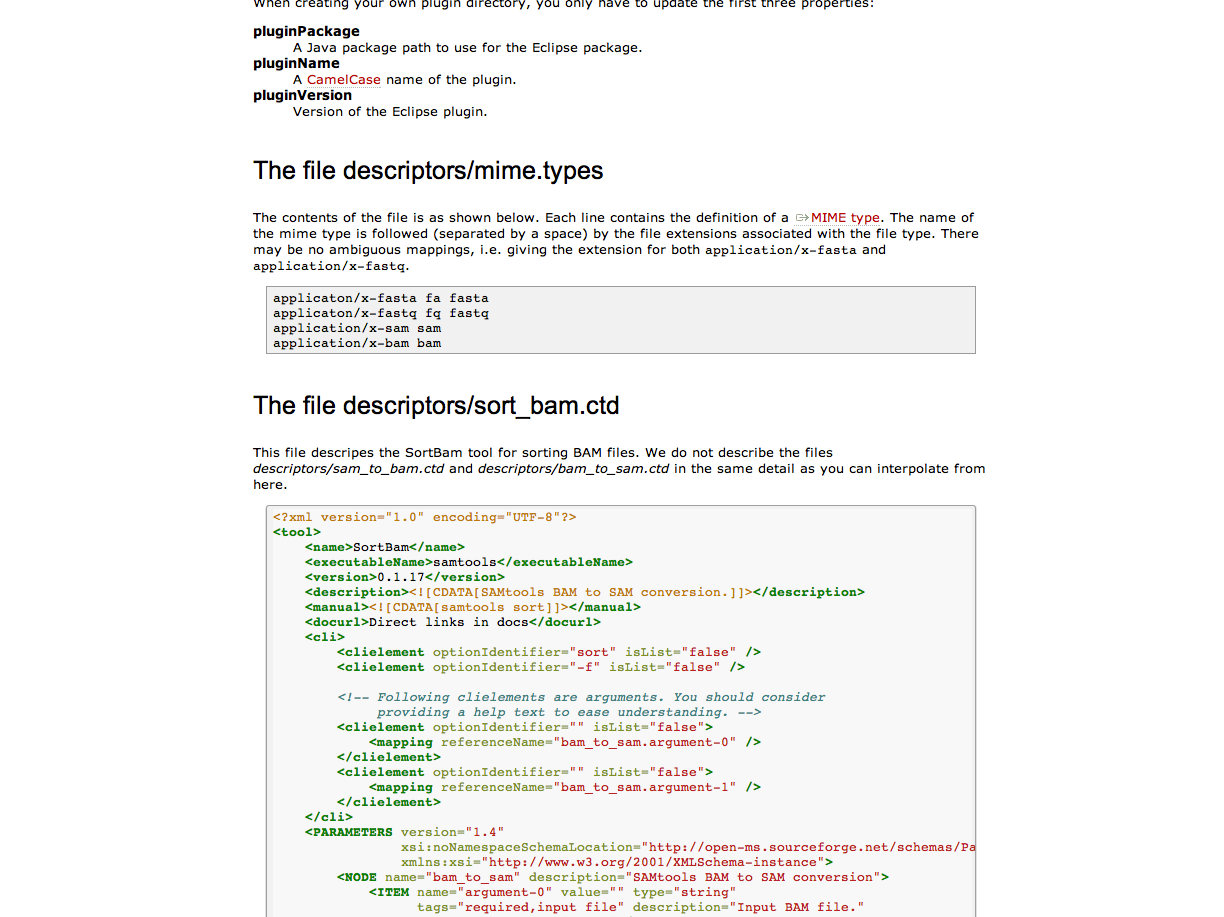 When creating your own plugin directory, you only have to update the first three properties:
pluginPackage
A Java package path to use for the Eclipse package.
pluginName
A CamelCase name of the plugin.
pluginVersion
Version of the Eclipse plugin.
The file descriptors/mime.types
The contents of the file is as shown below. Each line contains the definition of a MIME type. The name of
the mime type is followed (separated by a space) by the file extensions associated with the file type. There
may be no ambiguous mappings, i.e. giving the extension for both application/x-fasta and
application/x-fastq.
applicaton/x-fasta fa fasta
applicaton/x-fastq fq fastq
application/x-sam sam
application/x-bam bam
The file descriptors/sort_bam.ctd
This file descripes the SortBam tool for sorting BAM files. We do not describe the files
descriptors/sam_to_bam.ctd and descriptors/bam_to_sam.ctd in the same detail as you can interpolate from
here.
<?xml version="1.0" encoding="UTF-8"?>
<tool>
<name>SortBam</name>
<executableName>samtools</executableName>
<version>0.1.17</version>
<description><![CDATA[SAMtools BAM to SAM conversion.]]></description>
<manual><![CDATA[samtools sort]]></manual>
<docurl>Direct links in docs</docurl>
<cli>
<clielement optionIdentifier="sort" isList="false" />
<clielement optionIdentifier="-f" isList="false" />
<!-- Following clielements are arguments. You should consider
providing a help text to ease understanding. -->
<clielement optionIdentifier="" isList="false">
<mapping referenceName="bam_to_sam.argument-0" />
</clielement>
<clielement optionIdentifier="" isList="false">
<mapping referenceName="bam_to_sam.argument-1" />
</clielement>
</cli>
<PARAMETERS version="1.4"
xsi:noNamespaceSchemaLocation="http://open-ms.sourceforge.net/schemas/Pa
xmlns:xsi="http://www.w3.org/2001/XMLSchema-instance">
<NODE name="bam_to_sam" description="SAMtools BAM to SAM conversion">
<ITEM name="argument-0" value="" type="string"
tags="required,input file" description="Input BAM file."